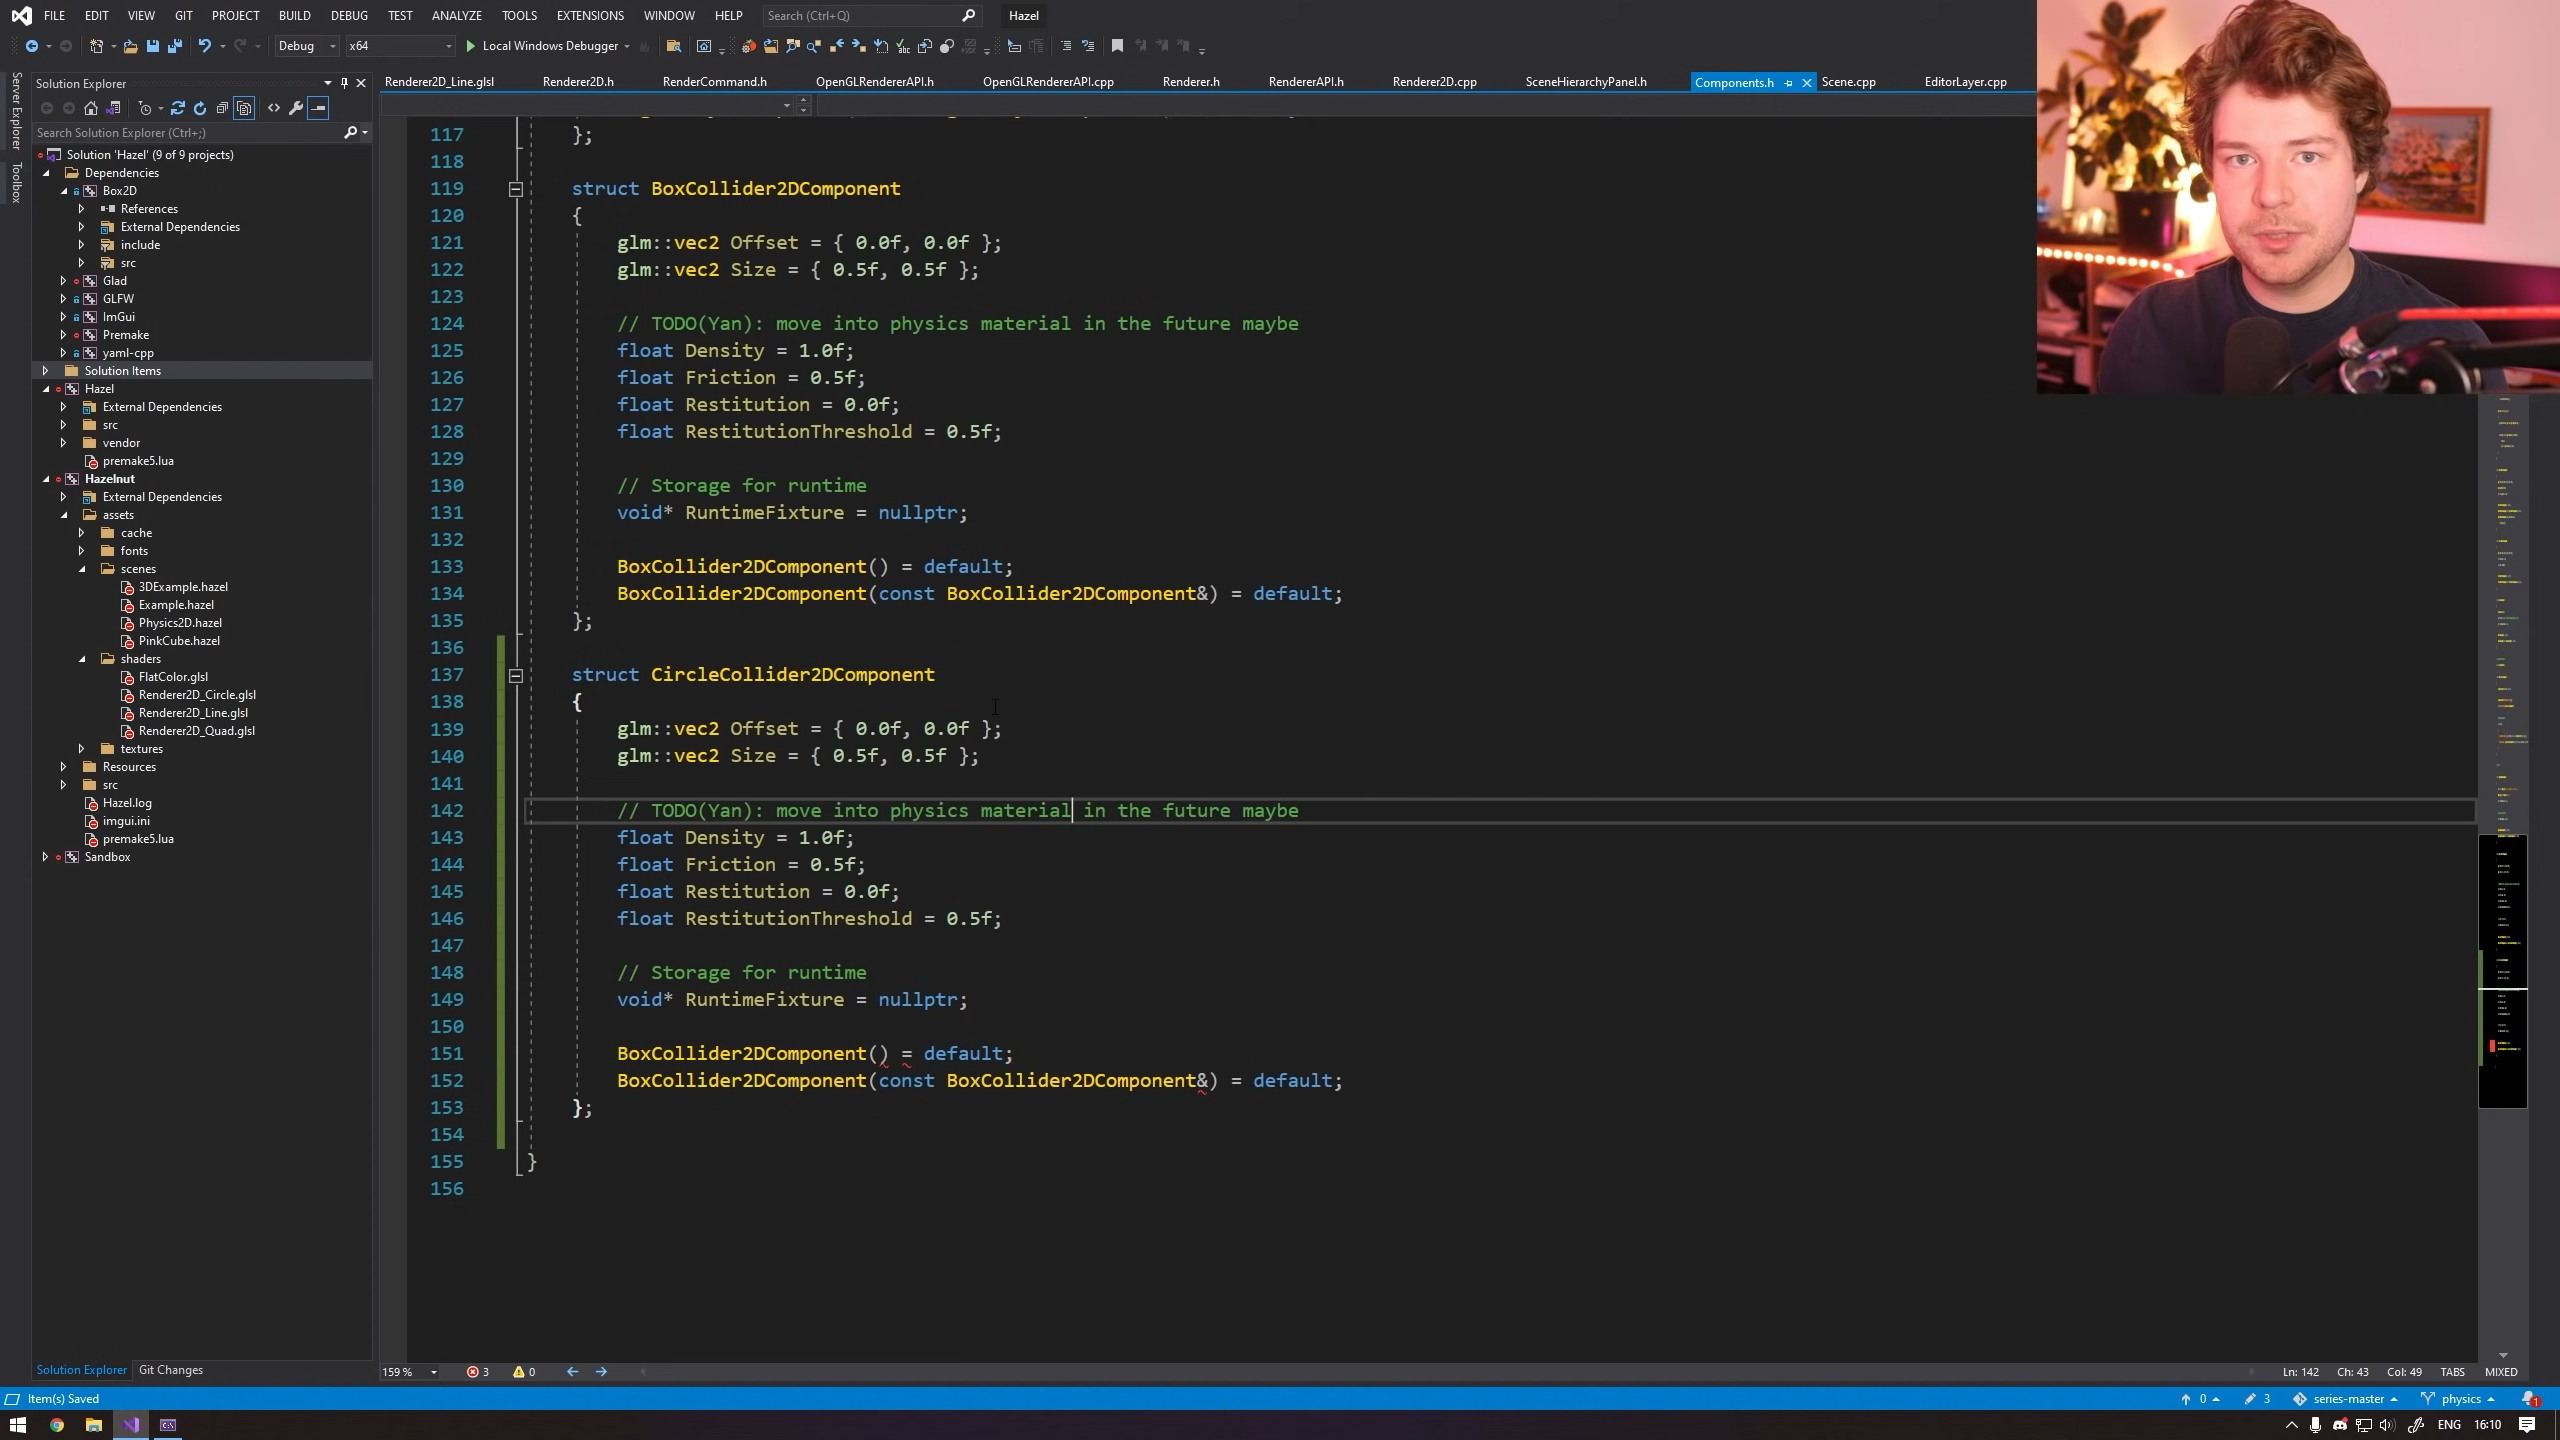 FILE EDIT VIEW GIT PROJECT BUILD DEBUG TEST ANALYZE TOOLS EXTENSIONS WINDOW HELP Search (Ctrl+Q) Hazel
Debug x64 Local Windows Debugger
Server Explorer
Toolbox
Solution Explorer
Search Solution Explorer (Ctrl+;)
Solution 'Hazel' (9 of 9 projects)
Dependencies
Box2D
References
External Dependencies
include
src
Glad
GLFW
ImGui
Premake
yaml-cpp
Solution Items
Hazel
External Dependencies
src
vendor
premake5.lua
Hazelnut
External Dependencies
assets
cache
fonts
scenes
3DExample.hazel
Example.hazel
Physics2D.hazel
PinkCube.hazel
shaders
FlatColor.glsl
Renderer2D_Circle.glsl
Renderer2D_Line.glsl
Renderer2D_Quad.glsl
textures
Resources
src
Hazel.log
imgui.ini
premake5.lua
Sandbox
Solution Explorer Git Changes
Renderer2D_Line.glsl Renderer2D.h RenderCommand.h OpenGLRendererAPI.h OpenGLRendererAPI.cpp Renderer.h RendererAPI.h Renderer2D.cpp SceneHierarchyPanel.h Components.h Scene.cpp EditorLayer.cpp
117 };
118
119 struct BoxCollider2DComponent
120 {
121 glm::vec2 Offset = { 0.0f, 0.0f };
122 glm::vec2 Size = { 0.5f, 0.5f };
123
124 // TODO(Yan): move into physics material in the future maybe
125 float Density = 1.0f;
126 float Friction = 0.5f;
127 float Restitution = 0.0f;
128 float RestitutionThreshold = 0.5f;
129
130 // Storage for runtime
131 void* RuntimeFixture = nullptr;
132
133 BoxCollider2DComponent() = default;
134 BoxCollider2DComponent(const BoxCollider2DComponent&) = default;
135 };
136
137 struct CircleCollider2DComponent
138 {
139 glm::vec2 Offset = { 0.0f, 0.0f };
140 glm::vec2 Size = { 0.5f, 0.5f };
141
142 // TODO(Yan): move into physics material in the future maybe
143 float Density = 1.0f;
144 float Friction = 0.5f;
145 float Restitution = 0.0f;
146 float RestitutionThreshold = 0.5f;
147
148 // Storage for runtime
149 void* RuntimeFixture = nullptr;
150
151 BoxCollider2DComponent() = default;
152 BoxCollider2DComponent(const BoxCollider2DComponent&) = default;
153 };
154
155 }
156
159 % 3 0 Ln: 142 Ch: 43 Col: 49 TABS MIXED
Item(s) Saved 0 3 series-master physics 1
ENG 16:10